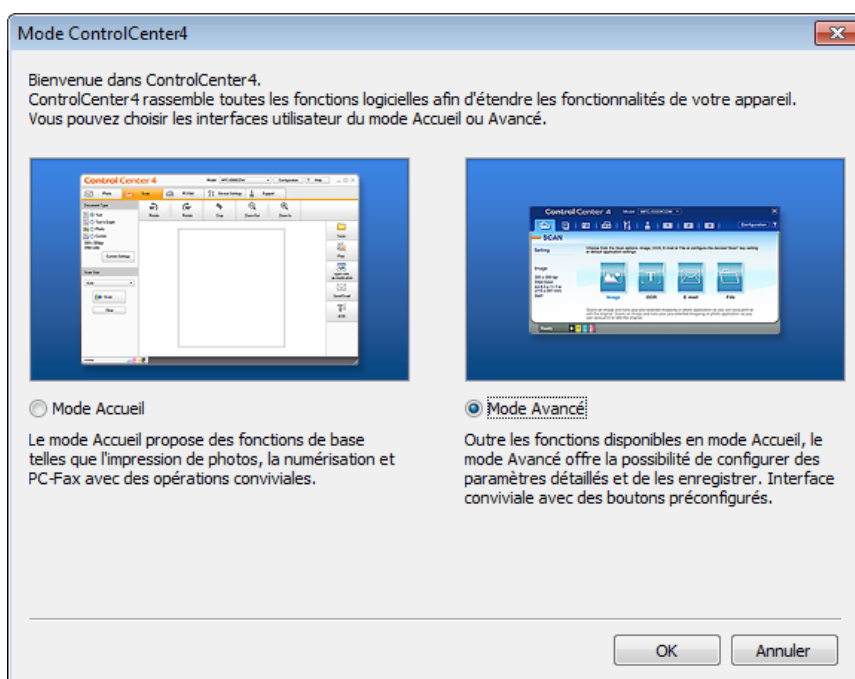 Mode ControlCenter4
Bienvenue dans ControlCenter4.
ControlCenter4 rassemble toutes les fonctions logicielles afin d'étendre les fonctionnalités de votre appareil.
Vous pouvez choisir les interfaces utilisateur du mode Accueil ou Avancé.
Control Center 4
Control Center 4
SCAN
Image
OCR
E-mail
File
Mode Accueil
Le mode Accueil propose des fonctions de base
telles que l'impression de photos, la numérisation et
PC-Fax avec des opérations conviviales.
Mode Avancé
Outre les fonctions disponibles en mode Accueil, le
mode Avancé offre la possibilité de configurer des
paramètres détaillés et de les enregistrer. Interface
conviviale avec des boutons préconfigurés.
OK
Annuler